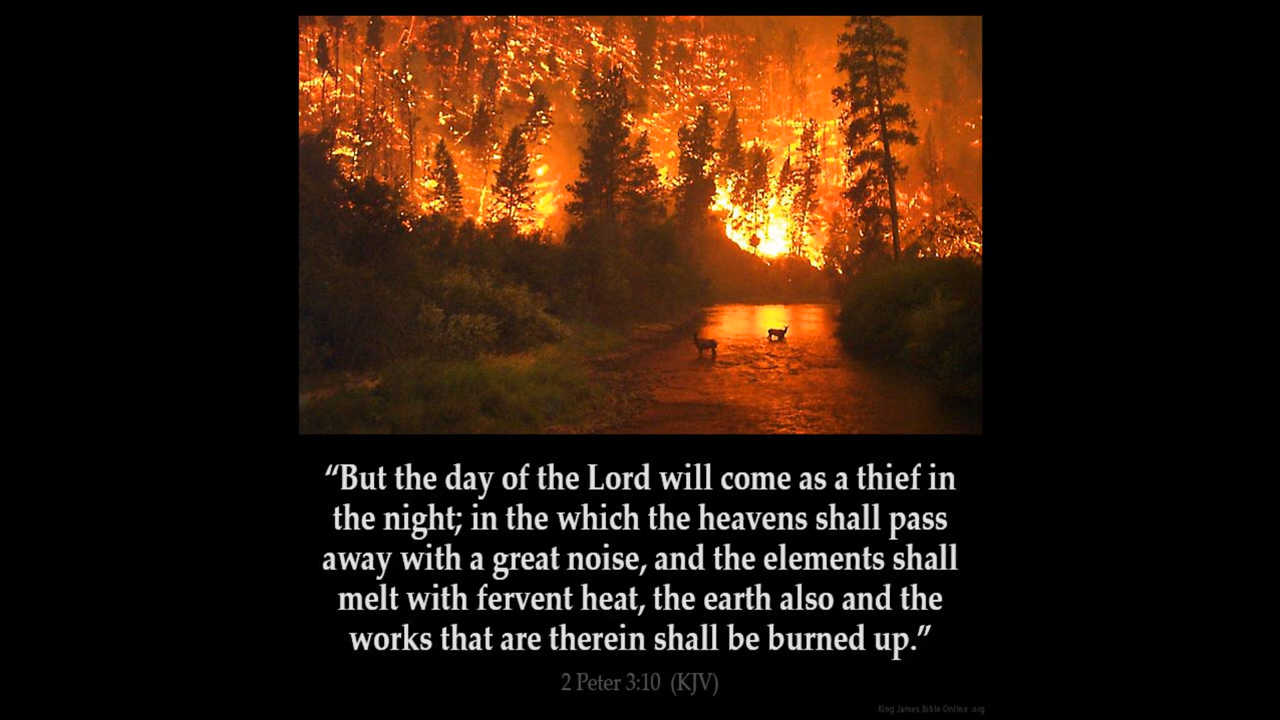 “But the day of the Lord will come as a thief in
the night; in the which the heavens shall pass
away with a great noise, and the elements shall
melt with fervent heat, the earth also and the
works that are therein shall be burned up.”
2 Peter 3:10 (KJV)
King James Bible Online .org